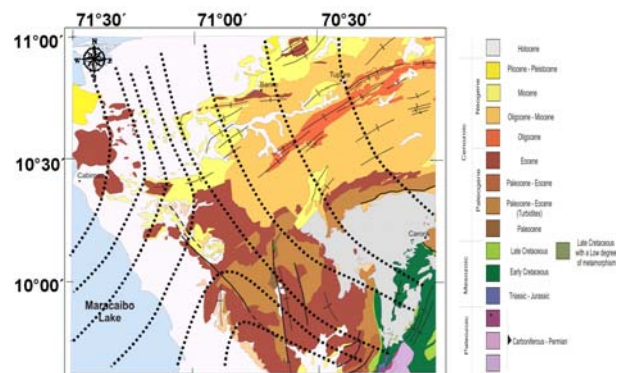 71°30' 71°00' 70°30'
11°00'
10°30'
10°00'
N
Maracaibo
Lake
Holocene
Pliocene - Pleistocene
Miocene
Oligocene - Miocene
Oligocene
Eocene
Paleocene - Eocene
Paleocene - Eocene
(Turbidites)
Paleocene
Late Cretaceous
Early Cretaceous
Triassic - Jurassic
Carboniferous - Permian
Late Cretaceous
with a Low degree
of metamorphism
Cenozoic
Neogene
Paleogene
Mesozoic
Paleozoic